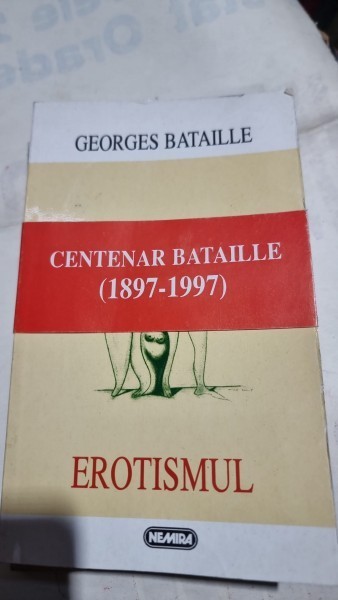 GEORGES BATAILLE
CENTENAR BATAILLE
(1897-1997)
EROTISMUL
NEMIRA